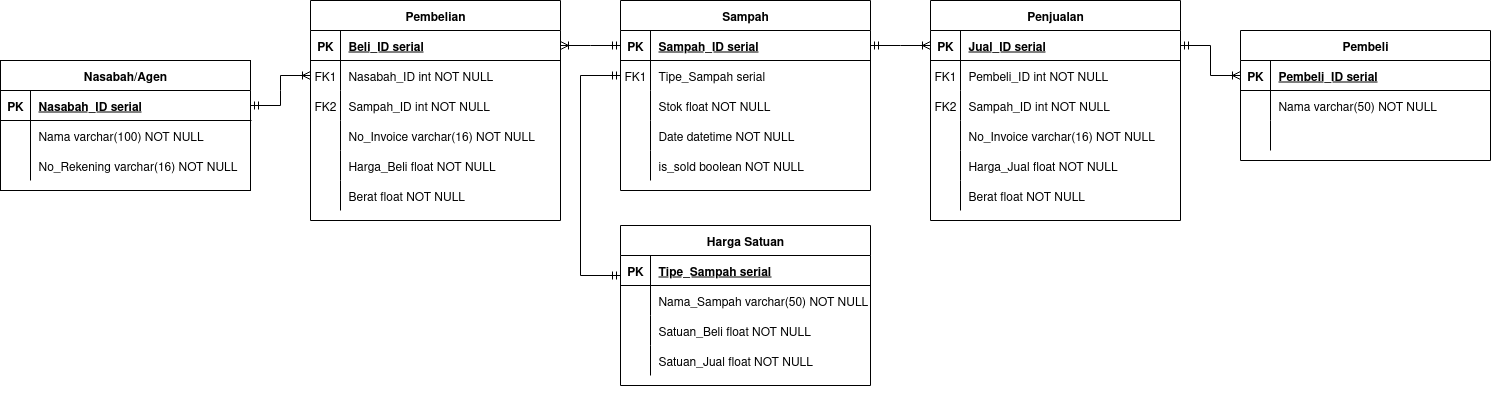 Nasabah/Agen
PK Nasabah_ID serial
Nama varchar(100) NOT NULL
No_Rekening varchar(16) NOT NULL
Pembelian
PK Beli_ID serial
FK1 Nasabah_ID int NOT NULL
FK2 Sampah_ID int NOT NULL
No_Invoice varchar(16) NOT NULL
Harga_Beli float NOT NULL
Berat float NOT NULL
Sampah
PK Sampah_ID serial
FK1 Tipe_Sampah serial
Stok float NOT NULL
Date datetime NOT NULL
is_sold boolean NOT NULL
Harga Satuan
PK Tipe_Sampah serial
Nama_Sampah varchar(50) NOT NULL
Satuan_Beli float NOT NULL
Satuan_Jual float NOT NULL
Penjualan
PK Jual_ID serial
FK1 Pembeli_ID int NOT NULL
FK2 Sampah_ID int NOT NULL
No_Invoice varchar(16) NOT NULL
Harga_Jual float NOT NULL
Berat float NOT NULL
Pembeli
PK Pembeli_ID serial
Nama varchar(50) NOT NULL